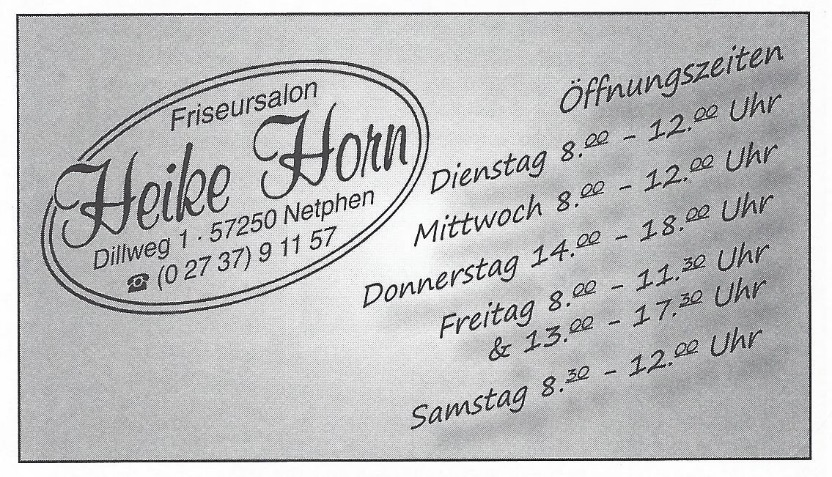 Friseursalon
Heike Horn
Dillweg 1 · 57250 Netphen
☎ (0 27 37) 9 11 57
Öffnungszeiten
Dienstag 8.00 - 12.00 Uhr
Mittwoch 8.00 - 12.00 Uhr
Donnerstag 14.00 - 18.00 Uhr
Freitag 8.00 - 11.30 Uhr
& 13.00 - 17.30 Uhr
Samstag 8.30 - 12.00 Uhr